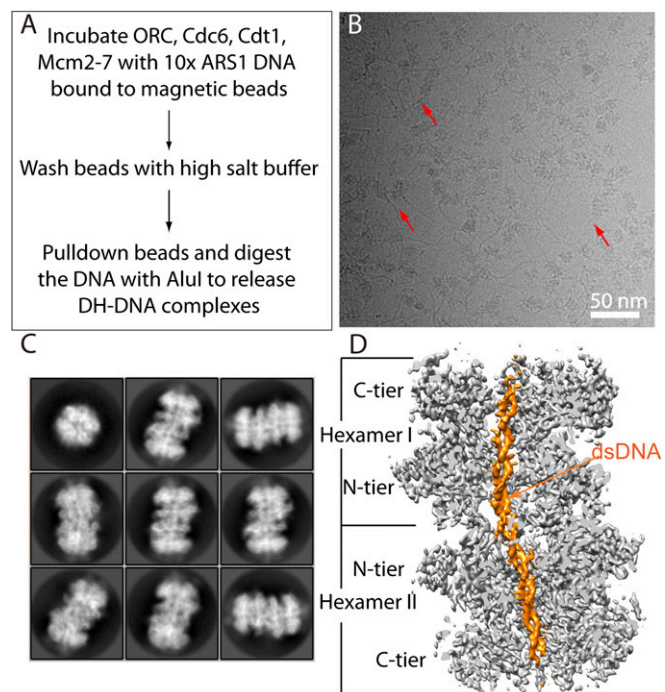 A
Incubate ORC, Cdc6, Cdt1,
Mcm2-7 with 10x ARS1 DNA
bound to magnetic beads
Wash beads with high salt buffer
Pulldown beads and digest
the DNA with AluI to release
DH-DNA complexes
B
50 nm
C
D
C-tier
Hexamer I
N-tier
dsDNA
N-tier
Hexamer II
C-tier